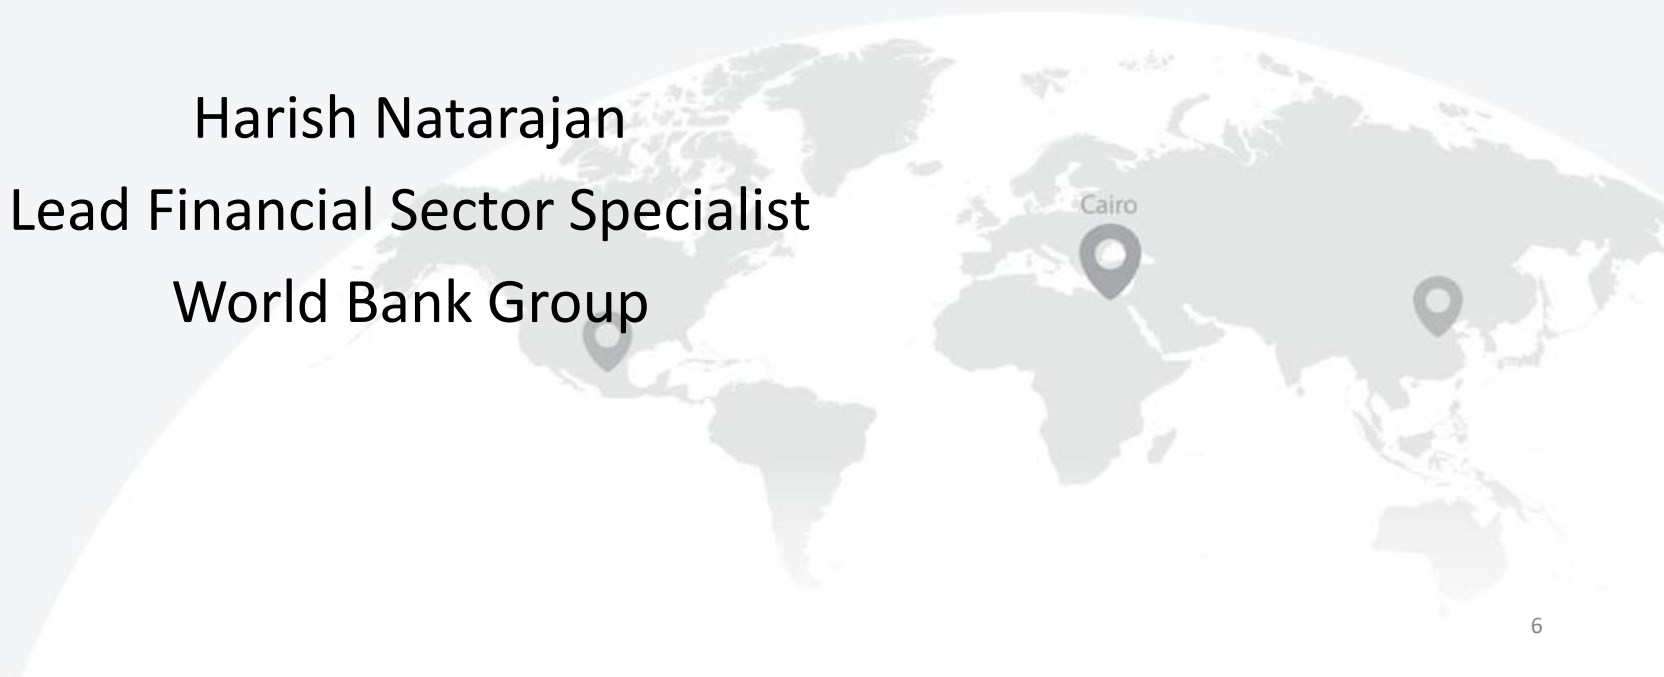 Harish Natarajan
Lead Financial Sector Specialist
Cairo
World Bank Group
6